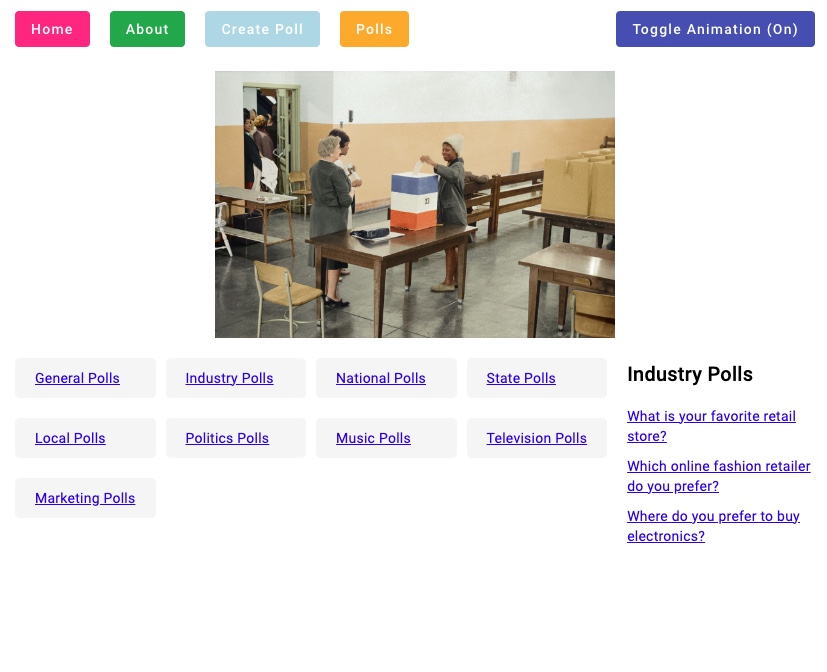 Home
About
Create Poll
Polls
Toggle Animation (On)
General Polls
Industry Polls
National Polls
State Polls
Local Polls
Politics Polls
Music Polls
Television Polls
Marketing Polls
Industry Polls
What is your favorite retail
store?
Which online fashion retailer
do you prefer?
Where do you prefer to buy
electronics?